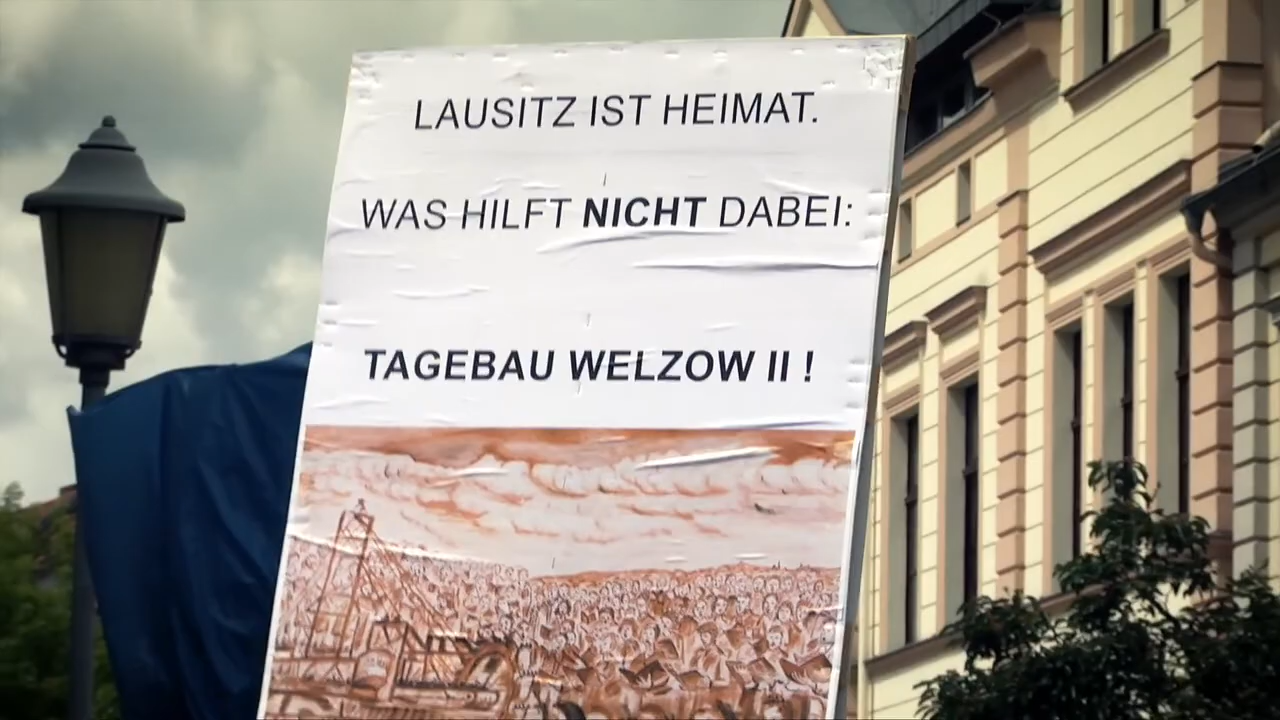 LAUSITZ IST HEIMAT.
WAS HILFT NICHT DABEI:
TAGEBAU WELZOW II !